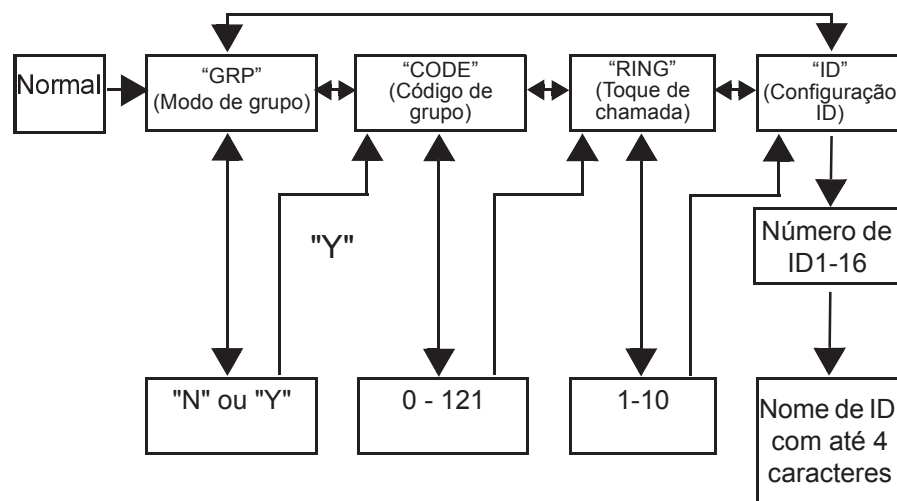 Normal
“GRP”
(Modo de grupo)
“CODE”
(Código de
grupo)
“RING”
(Toque de
chamada)
“ID”
(Configuração
ID)
"Y"
Número de
ID1-16
"N" ou "Y"
0 - 121
1-10
Nome de ID
com até 4
caracteres